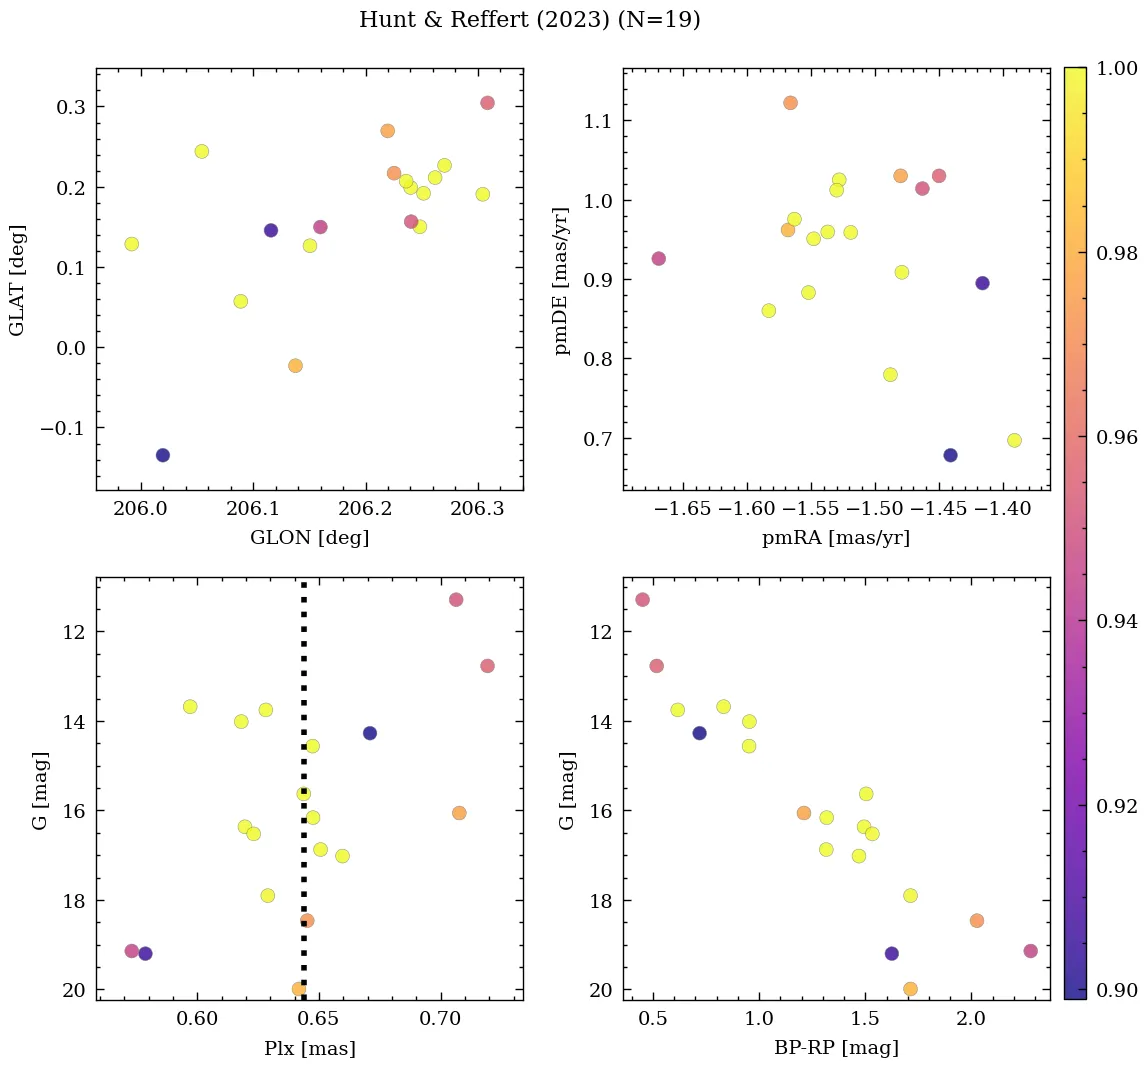 Hunt & Reffert (2023) (N=19)
0.3
0.2
0.1
0.0
−0.1
GLAT [deg]
206.0 206.1 206.2 206.3
GLON [deg]
1.1
1.0
0.9
0.8
0.7
pmDE [mas/yr]
−1.65 −1.60 −1.55 −1.50 −1.45 −1.40
pmRA [mas/yr]
12
14
16
18
20
G [mag]
0.60 0.65 0.70
Plx [mas]
12
14
16
18
20
G [mag]
0.5 1.0 1.5 2.0
BP-RP [mag]
1.00
0.98
0.96
0.94
0.92
0.90